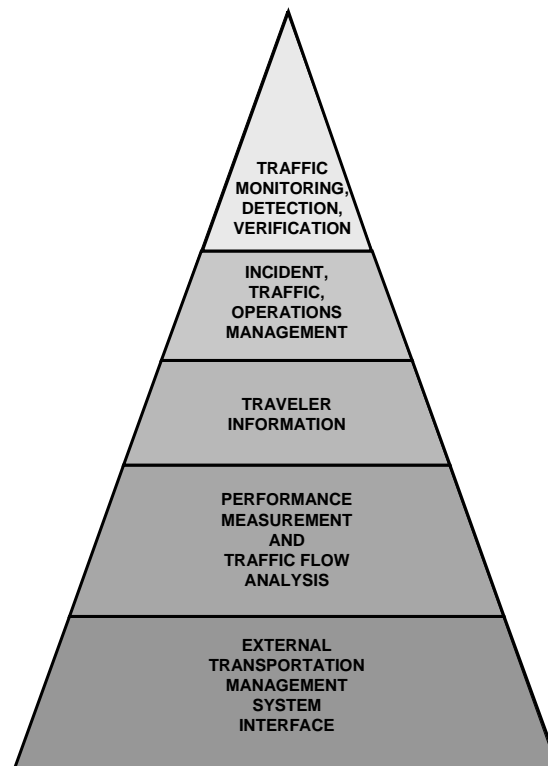 TRAFFIC
MONITORING,
DETECTION,
VERIFICATION
INCIDENT,
TRAFFIC,
OPERATIONS
MANAGEMENT
TRAVELER
INFORMATION
PERFORMANCE
MEASUREMENT
AND
TRAFFIC FLOW
ANALYSIS
EXTERNAL
TRANSPORTATION
MANAGEMENT
SYSTEM
INTERFACE